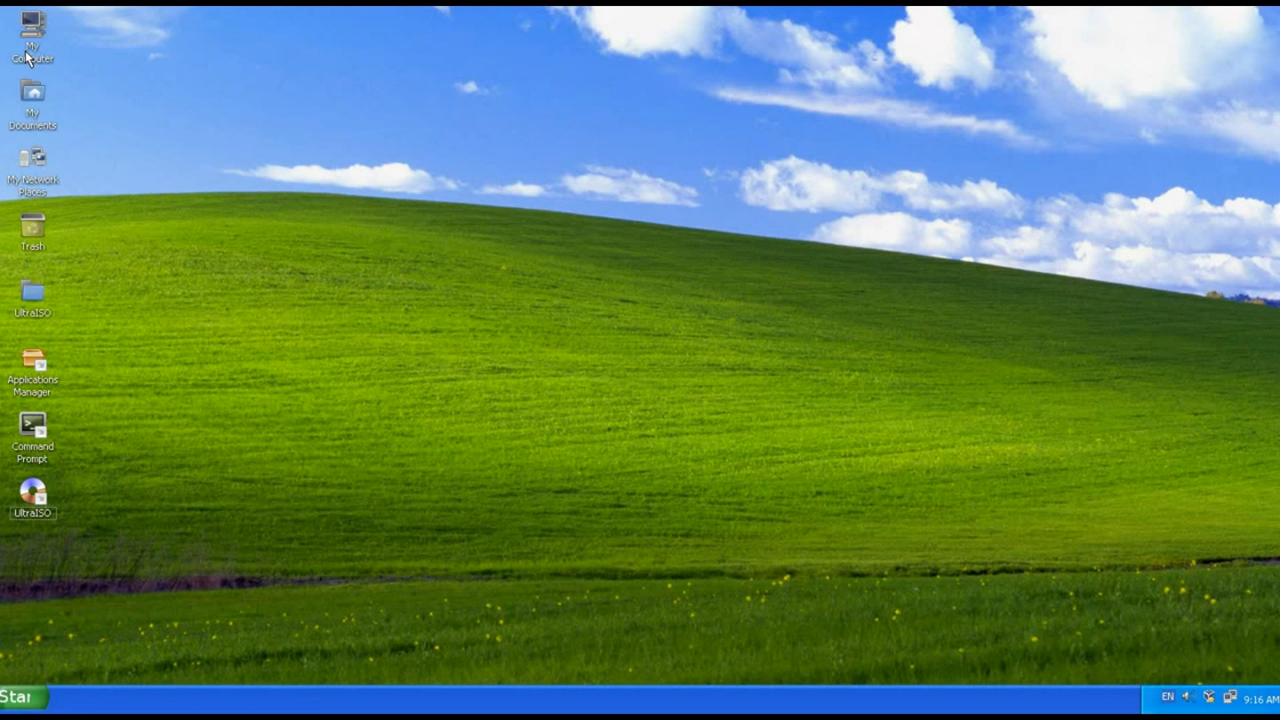 My
Computer
My
Documents
My Network
Places
Trash
UltraISO
Applications
Manager
Command
Prompt
UltraISO
Star
EN
9:16 AM